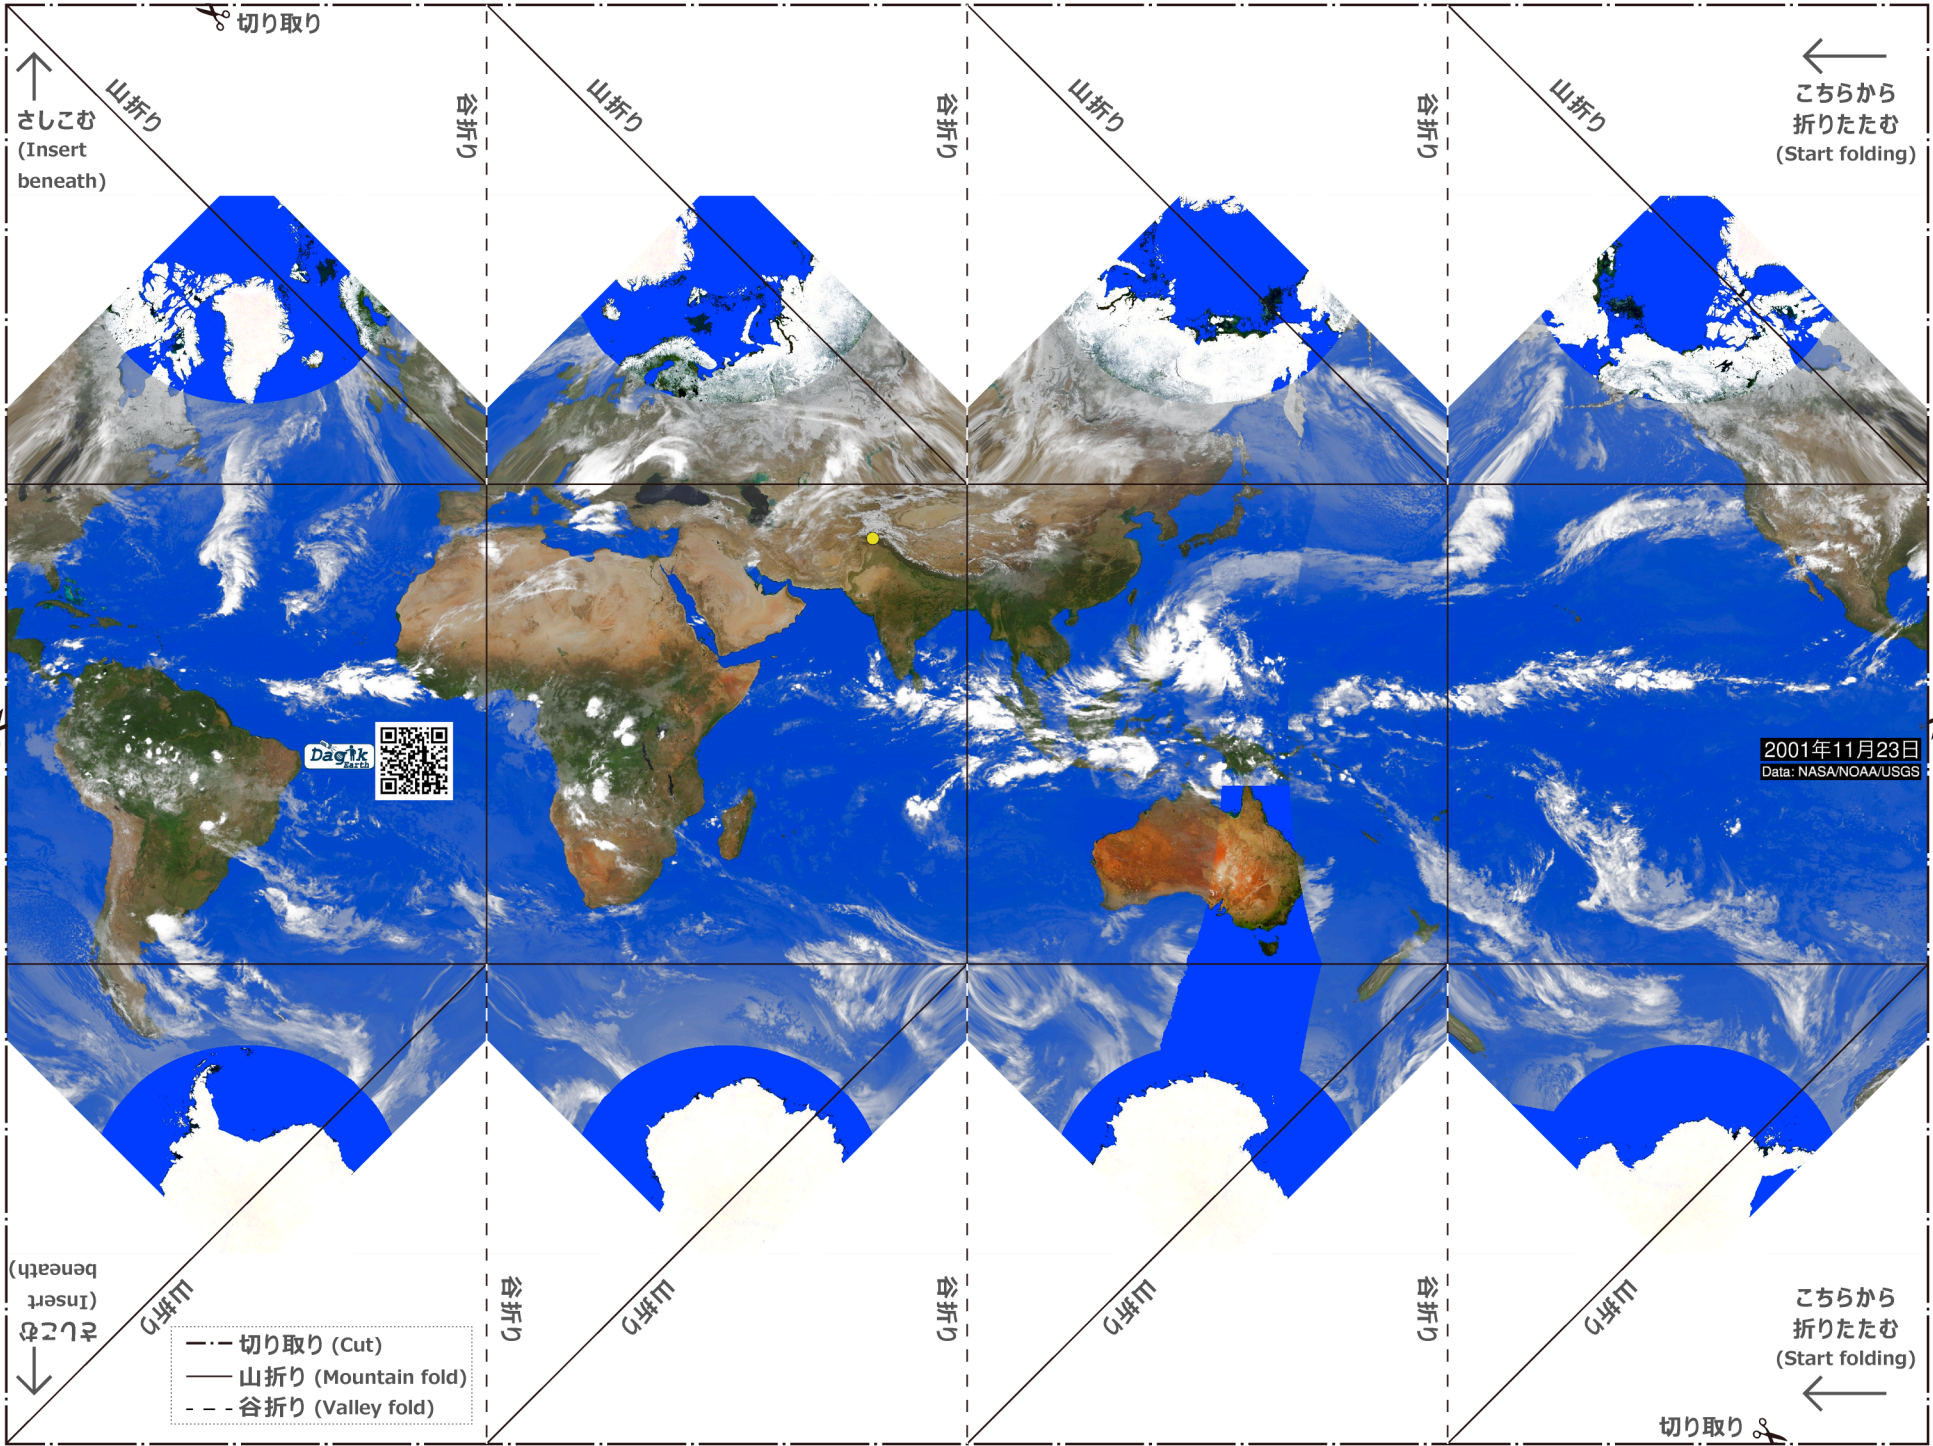 切り取り
山折り
谷折り
山折り
谷折り
山折り
谷折り
山折り
さしこむ
(Insert
beneath)
こちらから
折りたたむ
(Start folding)
Dagik
Earth
2001年11月23日
Data: NASA/NOAA/USGS
さしこむ
(Insert
beneath)
山折り
谷折り
山折り
谷折り
山折り
谷折り
山折り
こちらから
折りたたむ
(Start folding)
切り取り (Cut)
山折り (Mountain fold)
谷折り (Valley fold)
切り取り